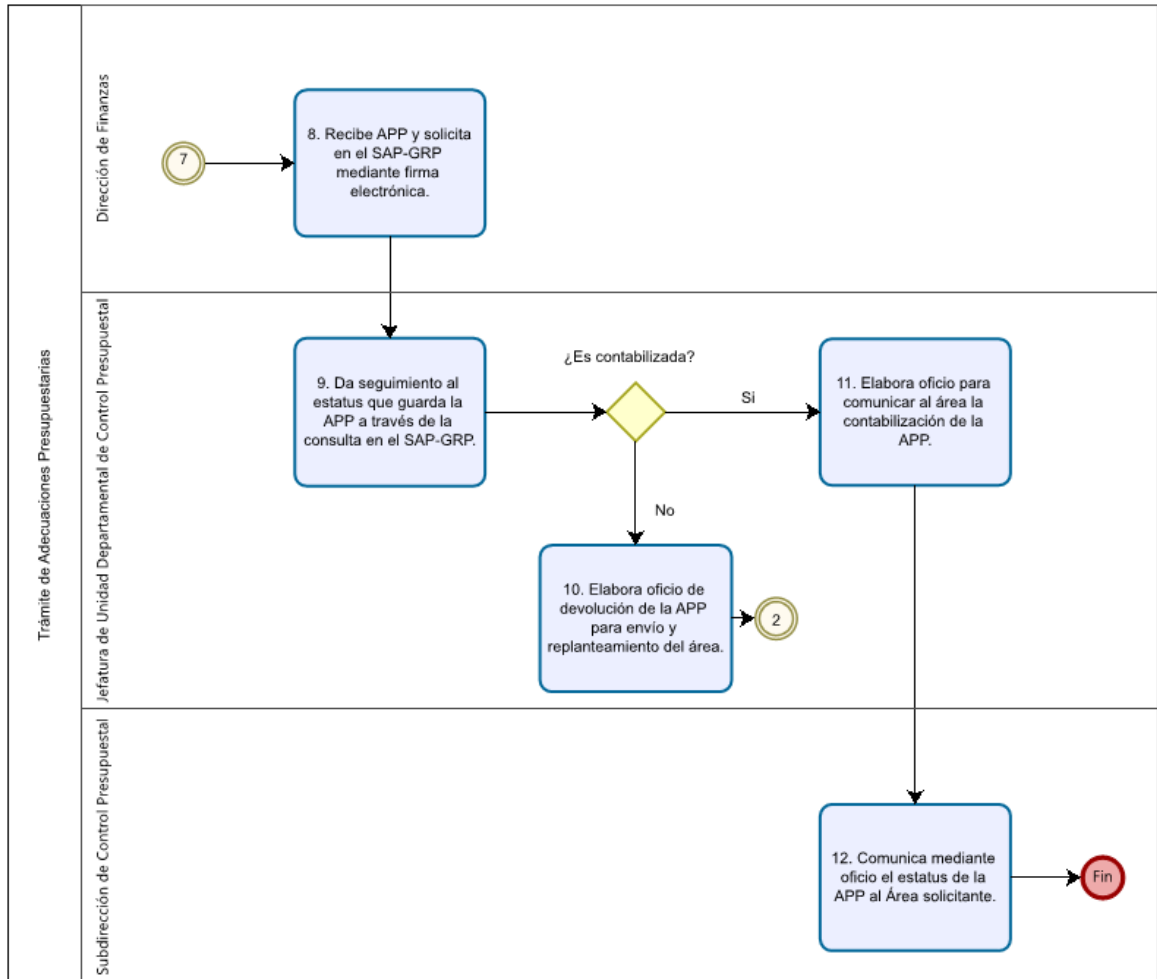 Trámite de Adecuaciones Presupuestarias
Dirección de Finanzas
7
8. Recibe APP y solicita
en el SAP-GRP
mediante firma
electrónica.
Jefatura de Unidad Departamental de Control Presupuestal
9. Da seguimiento al
estatus que guarda la
APP a través de la
consulta en el SAP-GRP.
¿Es contabilizada?
Si
11. Elabora oficio para
comunicar al área la
contabilización de la
APP.
No
10. Elabora oficio de
devolución de la APP
para envío y
replanteamiento del área.
2
Subdirección de Control Presupuestal
12. Comunica mediante
oficio el estatus de la
APP al Área solicitante.
Fin